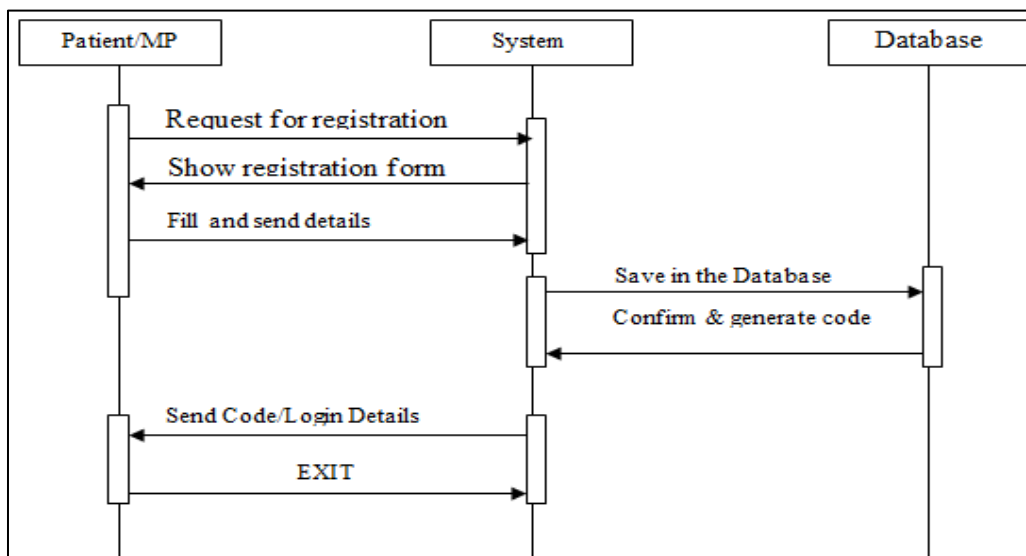 Patient/MP
System
Database
Request for registration
Show registration form
Fill and send details
Save in the Database
Confirm & generate code
Send Code/Login Details
EXIT